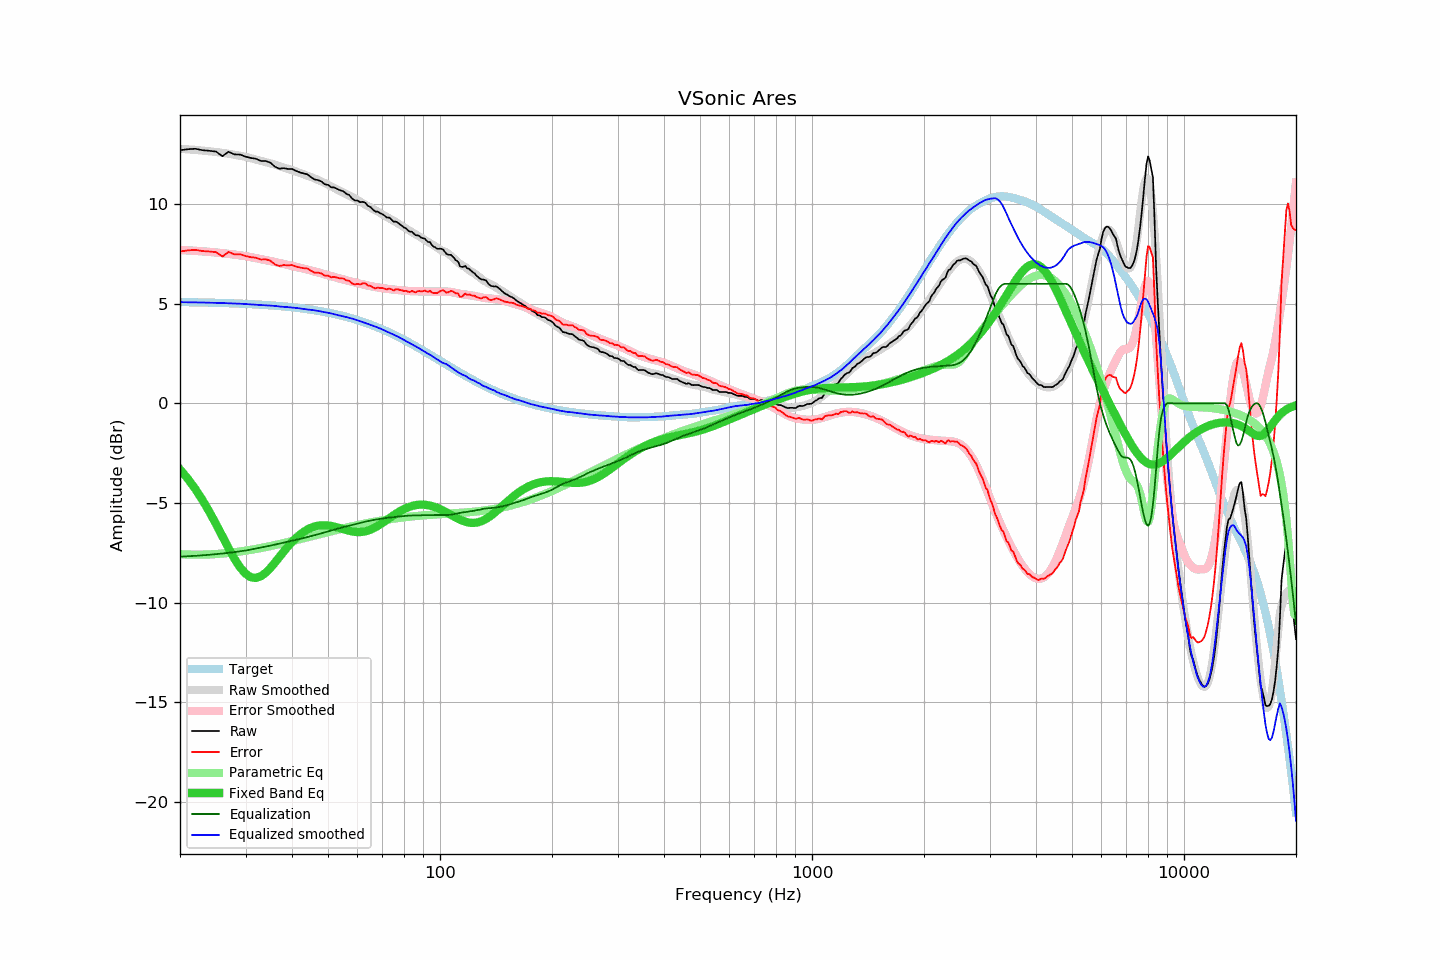 VSonic Ares
Amplitude (dBr)
10
5
0
−5
−10
−15
−20
Target
Raw Smoothed
Error Smoothed
Raw
Error
Parametric Eq
Fixed Band Eq
Equalization
Equalized smoothed
100
1000
10000
Frequency (Hz)